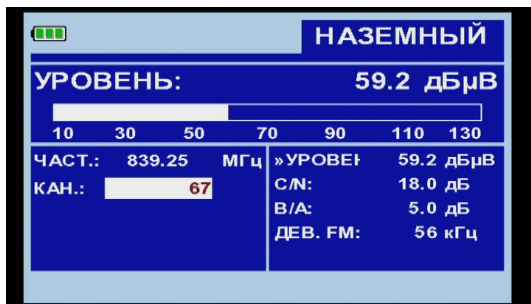 НАЗЕМНЫЙ
УРОВЕНЬ: 59.2 дБµВ
10 30 50 70 90 110 130
ЧАСТ.: 839.25 МГц
КАН.: 67
»УРОВЕН 59.2 дБµВ
C/N: 18.0 дБ
В/А: 5.0 дБ
ДЕВ. FM: 56 кГц